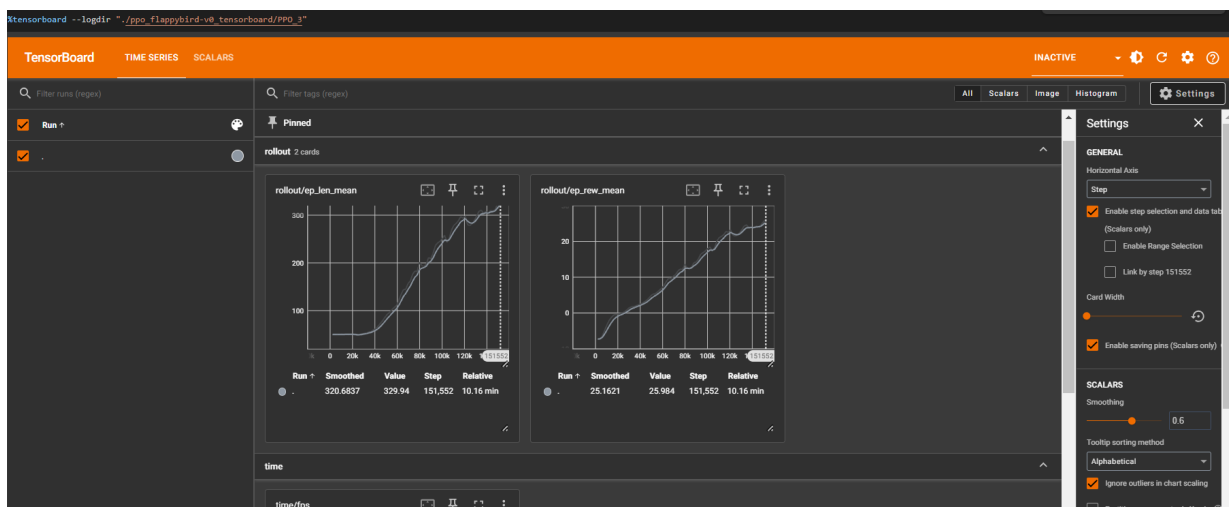 %tensorboard --logdir "./ppo_flappybird-v0_tensorboard/PPO_3"
TensorBoard TIME SERIES SCALARS INACTIVE
Filter runs (regex)
Run ↑
.
Filter tags (regex) All Scalars Image Histogram Settings
Pinned
rollout 2 cards
rollout/ep_len_mean
300
200
100
0 20k 40k 60k 80k 100k 120k 151552
Run ↑ Smoothed Value Step Relative
. 320.6837 329.94 151,552 10.16 min
rollout/ep_rew_mean
20
10
0
0 20k 40k 60k 80k 100k 120k 151552
Run ↑ Smoothed Value Step Relative
. 25.1621 25.984 151,552 10.16 min
time
time/fps
Settings
GENERAL
Horizontal Axis
Step
Enable step selection and data tab
(Scalars only)
Enable Range Selection
Link by step 151552
Card Width
Enable saving pins (Scalars only)
SCALARS
Smoothing
0.6
Tooltip sorting method
Alphabetical
Ignore outliers in chart scaling